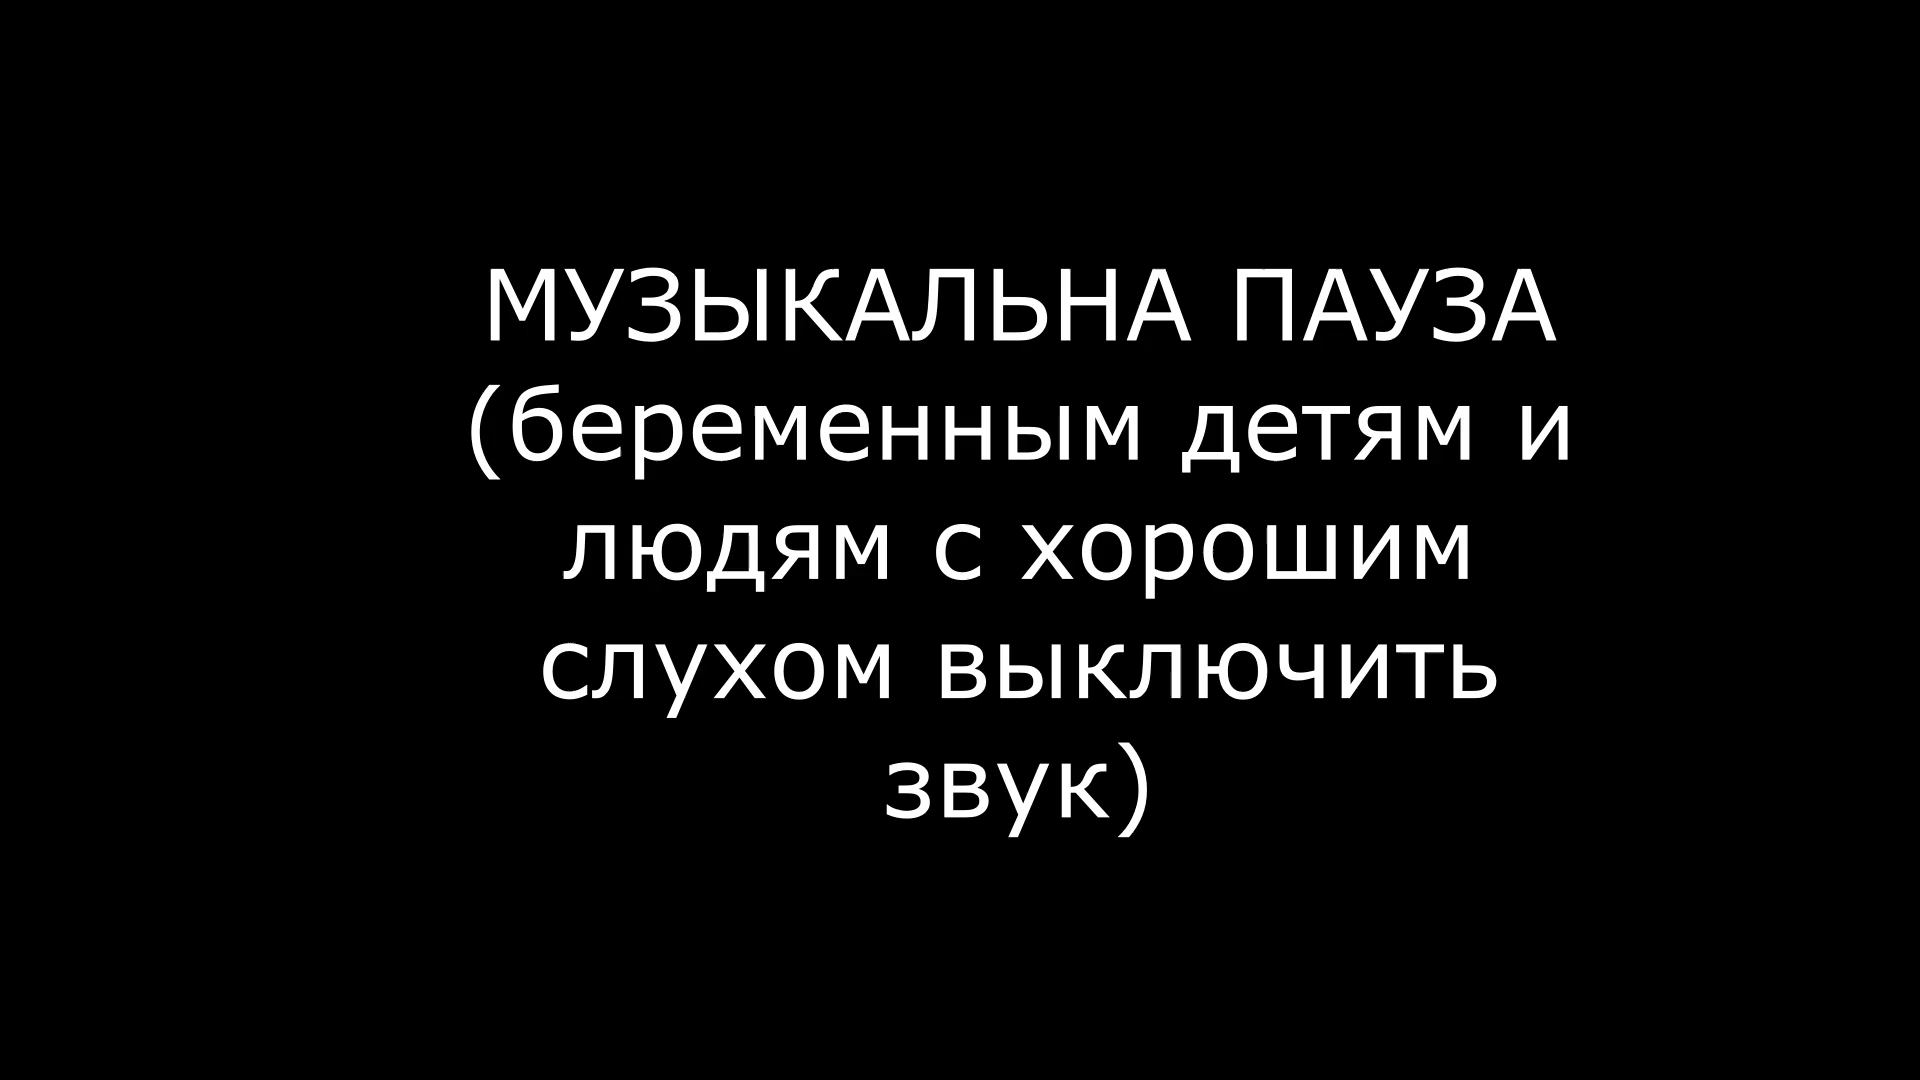 МУЗЫКАЛЬНА ПАУЗА
(беременным детям и
людям с хорошим
слухом выключить
звук)